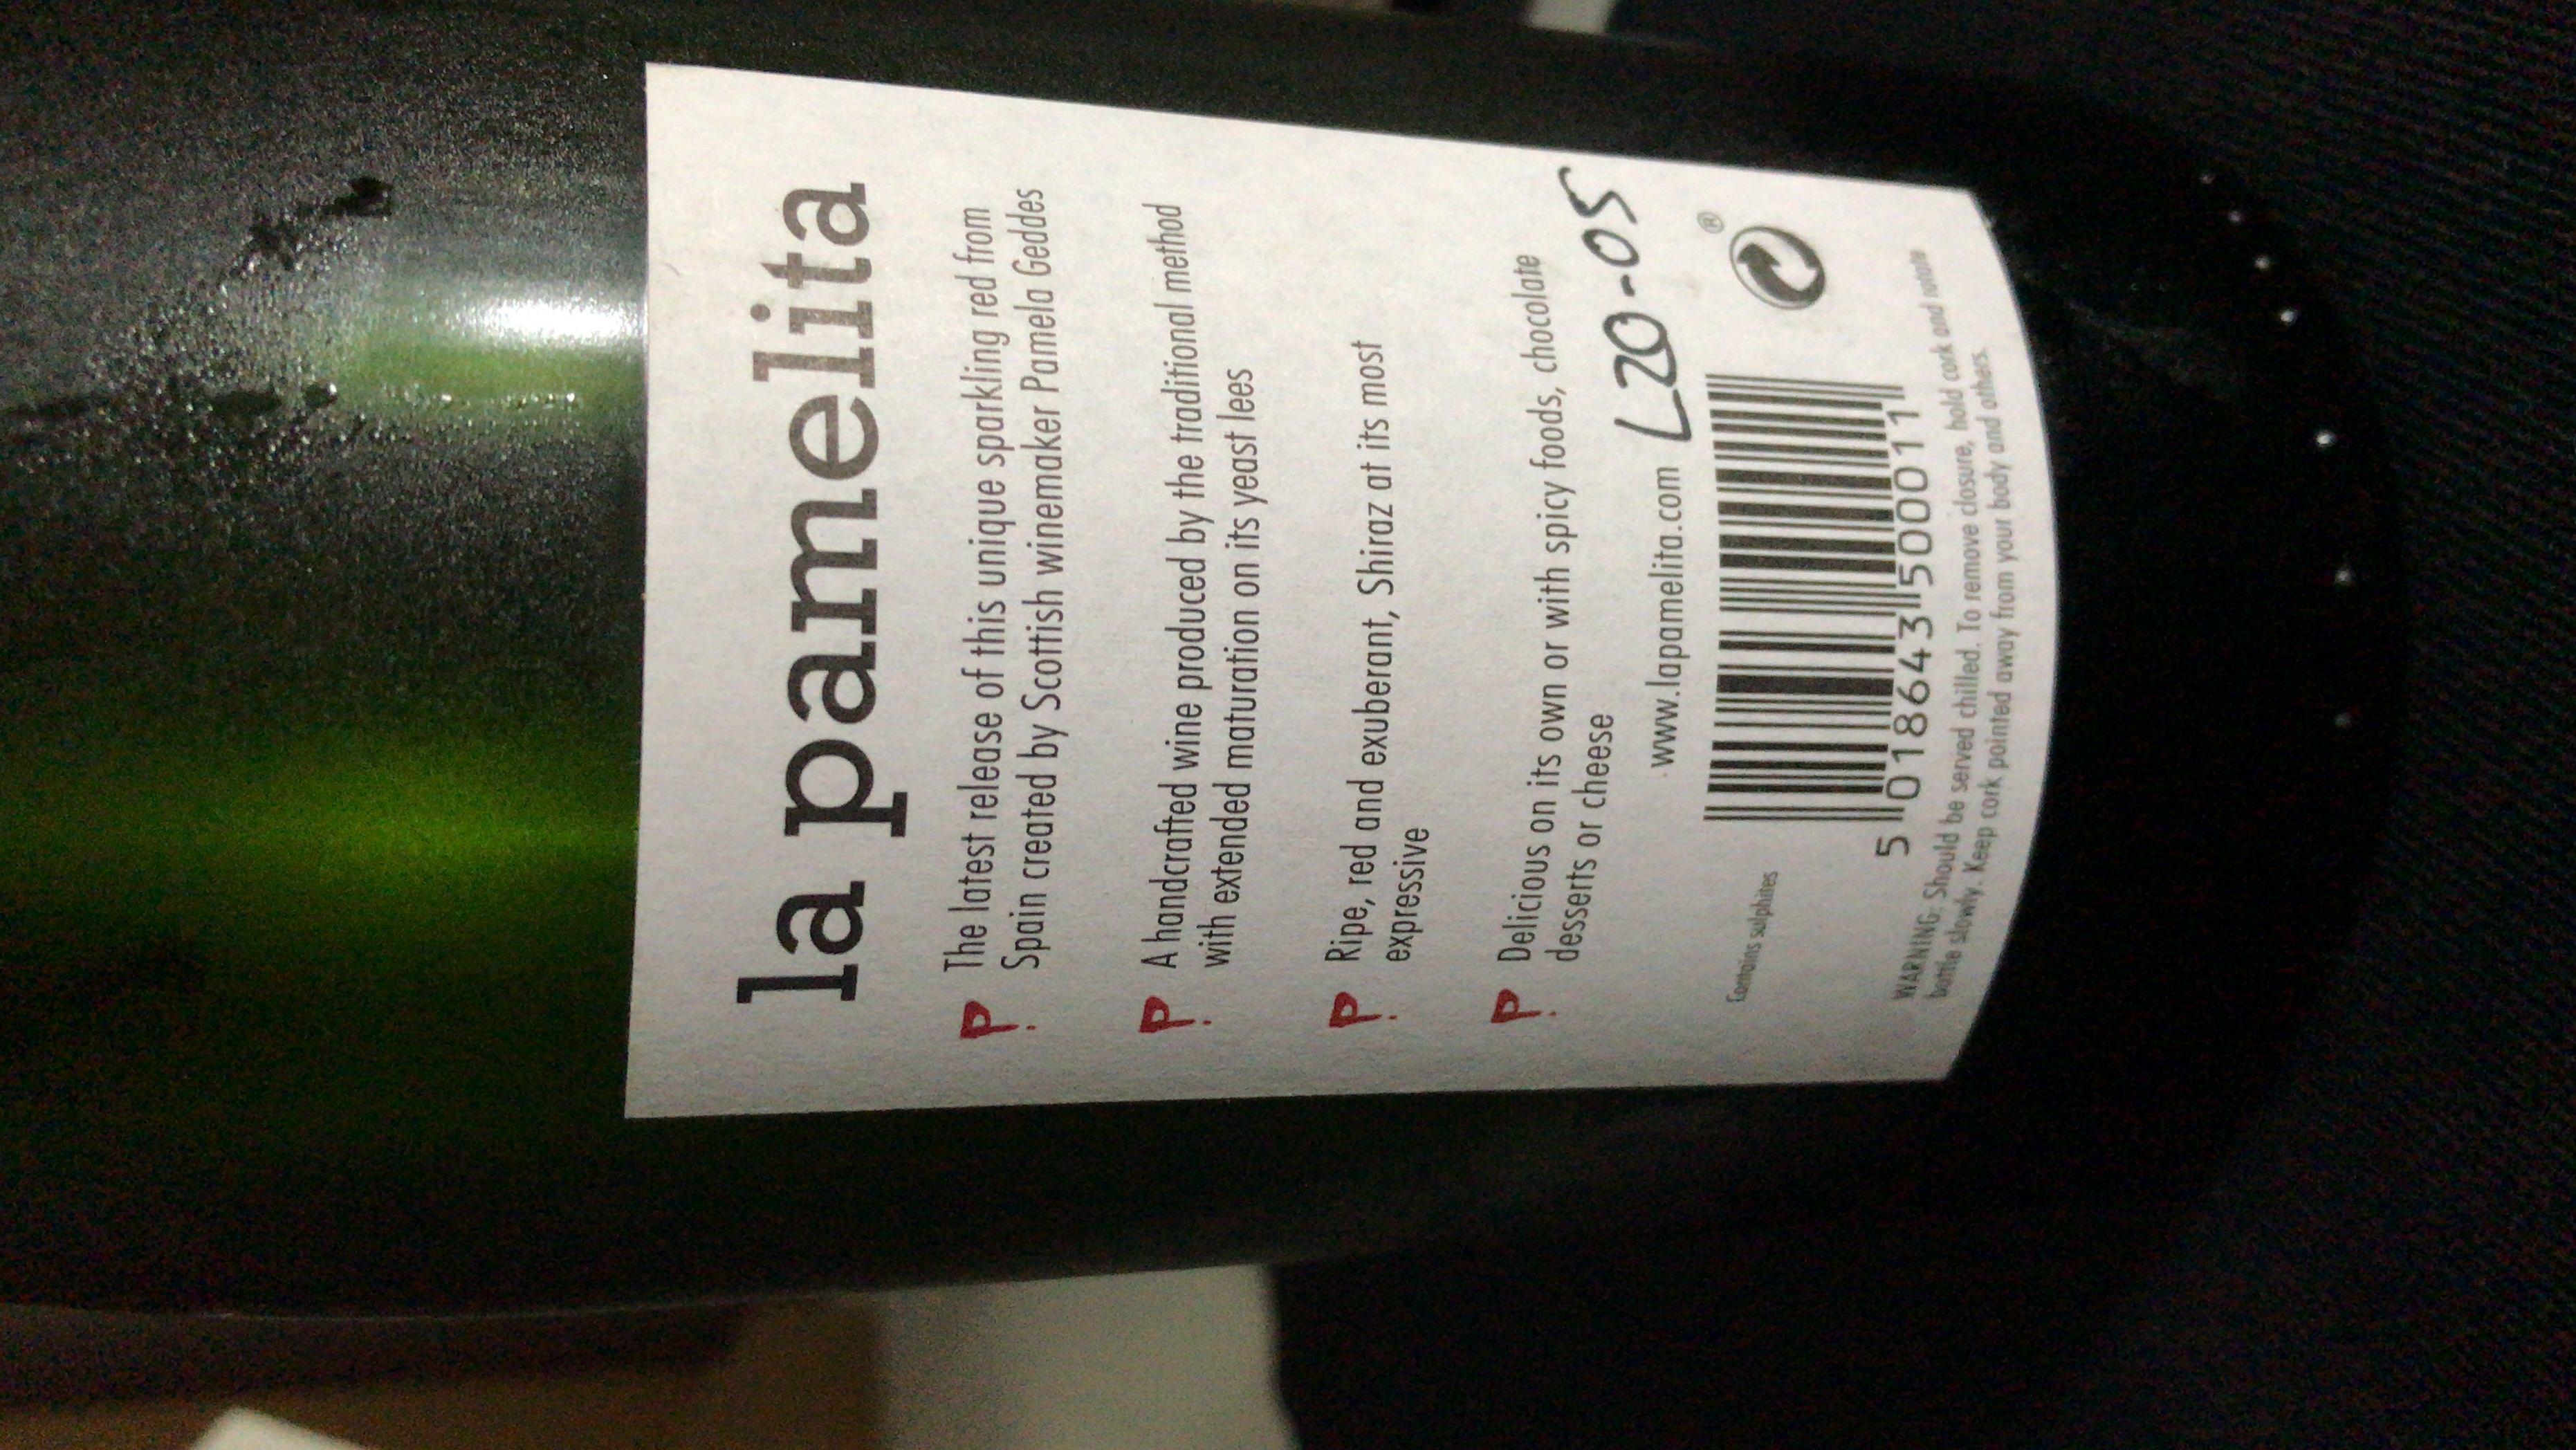 la pamelita
P! The latest release of this unique sparkling red from
Spain created by Scottish winemaker Pamela Geddes
P! A handcrafted wine produced by the traditional method
with extended maturation on its yeast lees
P! Ripe, red and exuberant, Shiraz at its most
expressive
P! Delicious on its own or with spicy foods, chocolate
desserts or cheese
www.lapamelita.com L20-05
Contains sulphites
®
5 018643 500011
WARNING: Should be served chilled. To remove closure, hold cork and rotate
bottle slowly. Keep cork pointed away from your body and others.